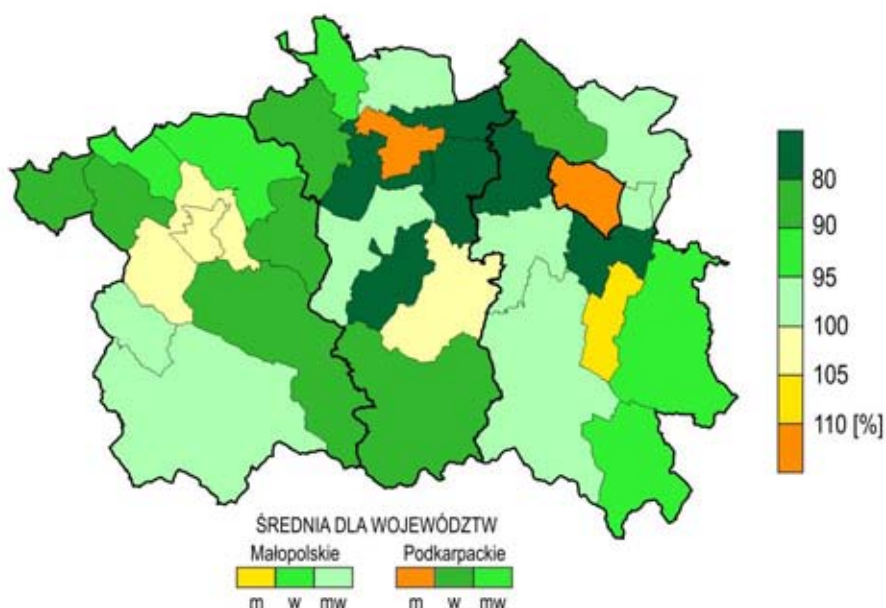 80
90
95
100
105
110 [%]
ŚREDNIA DLA WOJEWÓDZTW
Małopolskie Podkarpackie
m w mw m w mw